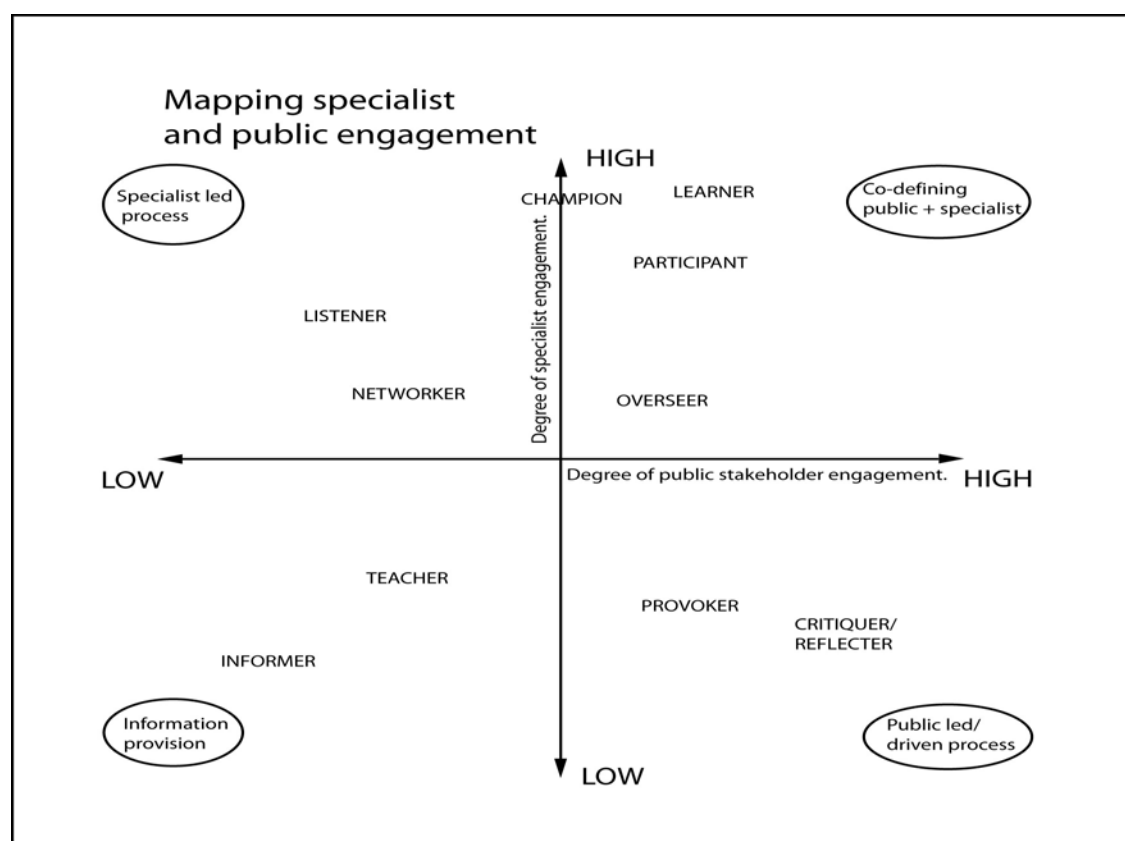 Mapping specialist
and public engagement
HIGH
Specialist led
process
CHAMPION
LEARNER
Co-defining
public + specialist
PARTICIPANT
Degree of specialist engagement.
LISTENER
NETWORKER
OVERSEER
LOW
Degree of public stakeholder engagement.
HIGH
TEACHER
PROVOKER
CRITIQUER/
REFLECTER
INFORMER
Information
provision
Public led/
driven process
LOW